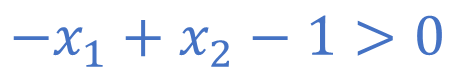 −x₁ + x₂ − 1 > 0